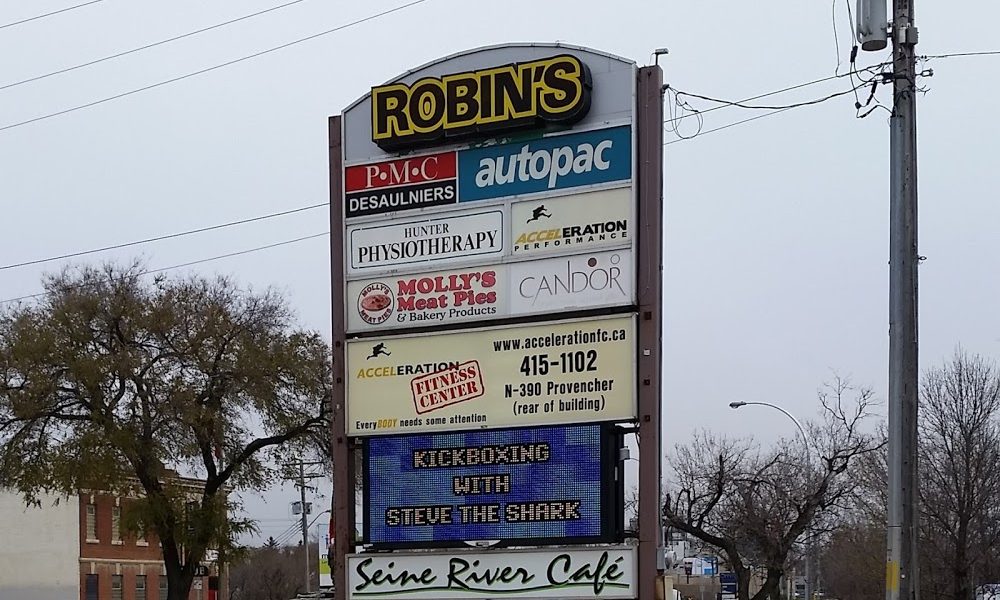 ROBIN'S
P•M•C
DESAULNIERS
autopac
HUNTER
PHYSIOTHERAPY
ACCELERATION
PERFORMANCE
MOLLY'S
MEAT PIES
MOLLY'S
Meat Pies
& Bakery Products
CANDOR
ACCELERATION
FITNESS
CENTER
EveryBODY needs some attention
www.accelerationfc.ca
415-1102
N-390 Provencher
(rear of building)
KICKBOXING
WITH
STEVE THE SHARK
Seine River Café